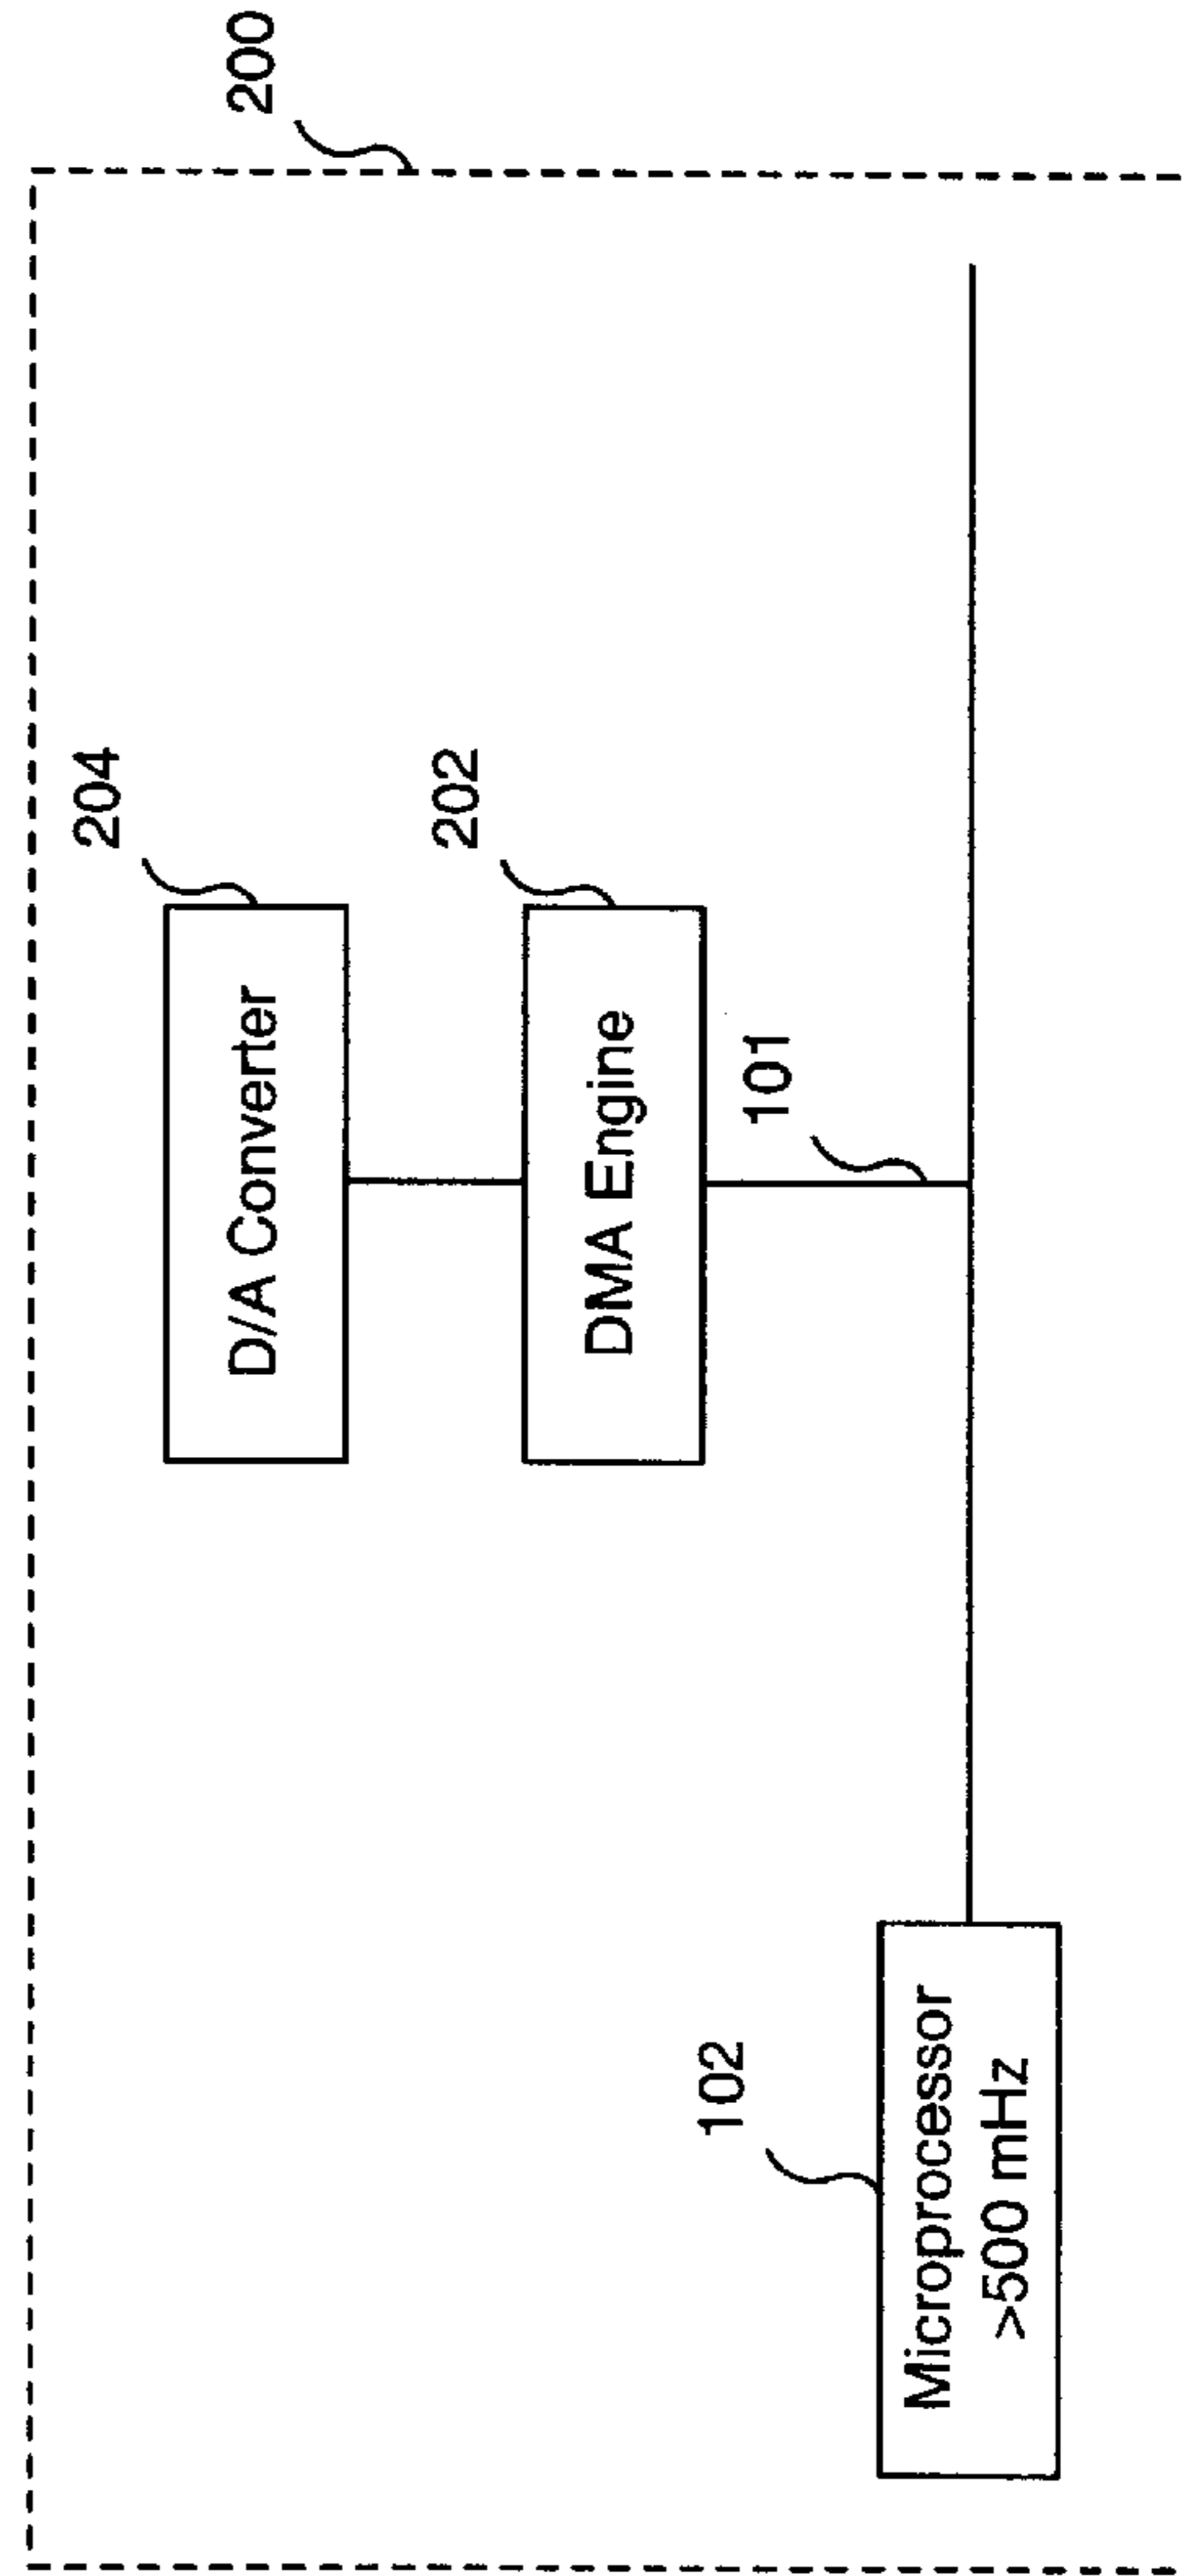 200
204
D/A Converter
202
DMA Engine
101
102
Microprocessor
>500 mHz